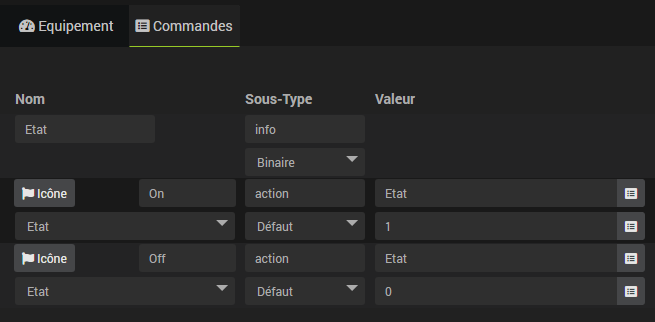 Equipement Commandes
Nom Sous-Type Valeur
Etat info
Binaire
Icône On action Etat
Etat Défaut 1
Icône Off action Etat
Etat Défaut 0